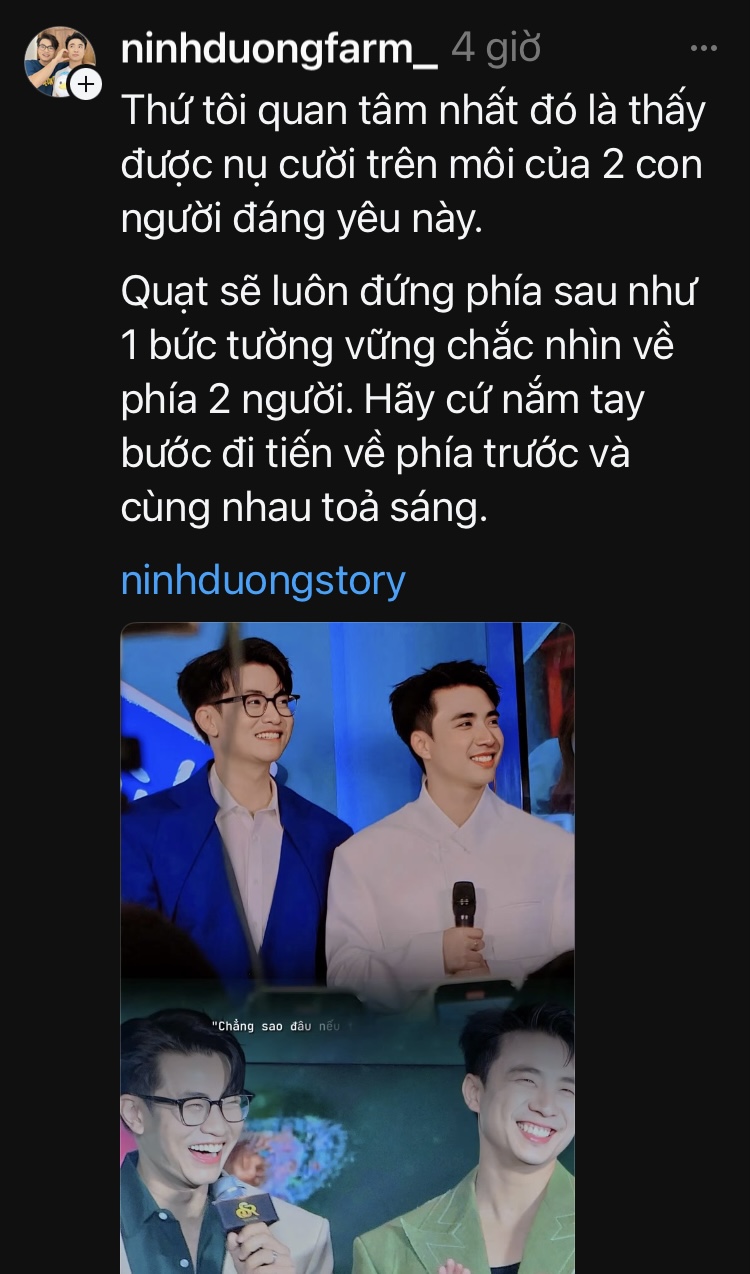 ninhduongfarm_ 4 giờ
Thứ tôi quan tâm nhất đó là thấy
được nụ cười trên môi của 2 con
người đáng yêu này.
Quạt sẽ luôn đứng phía sau như
1 bức tường vững chắc nhìn về
phía 2 người. Hãy cứ nắm tay
bước đi tiến về phía trước và
cùng nhau toả sáng.
ninhduongstory
"Chẳng sao đâu nếu